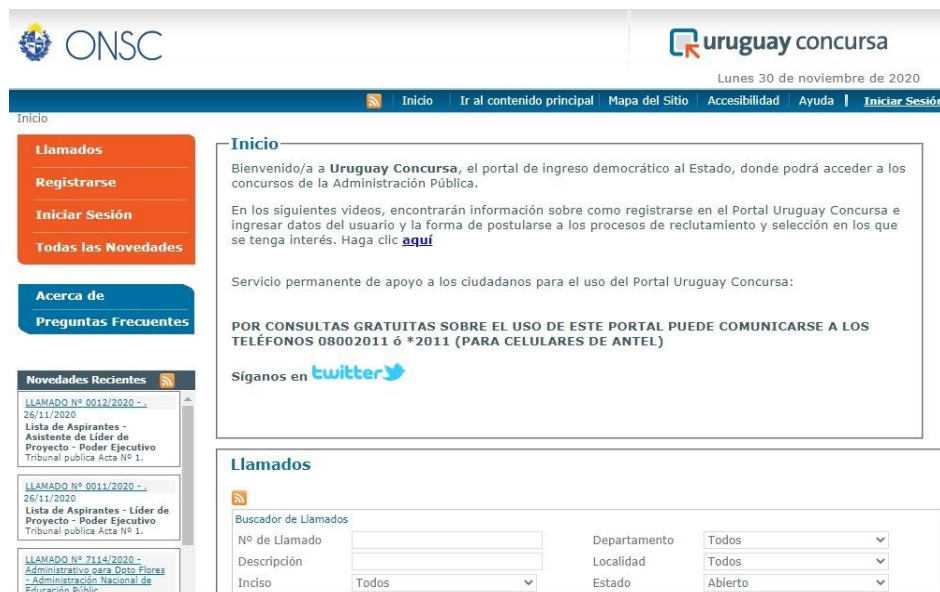 ONSC
uruguay concursa
Lunes 30 de noviembre de 2020
Inicio
Ir al contenido principal
Mapa del Sitio
Accesibilidad
Ayuda
Iniciar Sesión
Inicio
Llamados
Registrarse
Iniciar Sesión
Todas las Novedades
Acerca de
Preguntas Frecuentes
Novedades Recientes
LLAMADO Nº 0012/2020 - .
26/11/2020
Lista de Aspirantes -
Asistente de Líder de
Proyecto - Poder Ejecutivo
Tribunal publica Acta Nº 1.
LLAMADO Nº 0011/2020 - .
26/11/2020
Lista de Aspirantes - Líder de
Proyecto - Poder Ejecutivo
Tribunal publica Acta Nº 1.
LLAMADO Nº 7114/2020 -
Administrativo para Dpto Flores
- Administración Nacional de
Educación Públic
Inicio
Bienvenido/a a Uruguay Concursa, el portal de ingreso democrático al Estado, donde podrá acceder a los
concursos de la Administración Pública.
En los siguientes videos, encontrarán información sobre como registrarse en el Portal Uruguay Concursa e
ingresar datos del usuario y la forma de postularse a los procesos de reclutamiento y selección en los que
se tenga interés. Haga clic aquí
Servicio permanente de apoyo a los ciudadanos para el uso del Portal Uruguay Concursa:
POR CONSULTAS GRATUITAS SOBRE EL USO DE ESTE PORTAL PUEDE COMUNICARSE A LOS
TELÉFONOS 08002011 ó *2011 (PARA CELULARES DE ANTEL)
Síganos en twitter
Llamados
Buscador de Llamados
Nº de Llamado
Departamento Todos
Descripción
Localidad Todos
Inciso Todos
Estado Abierto